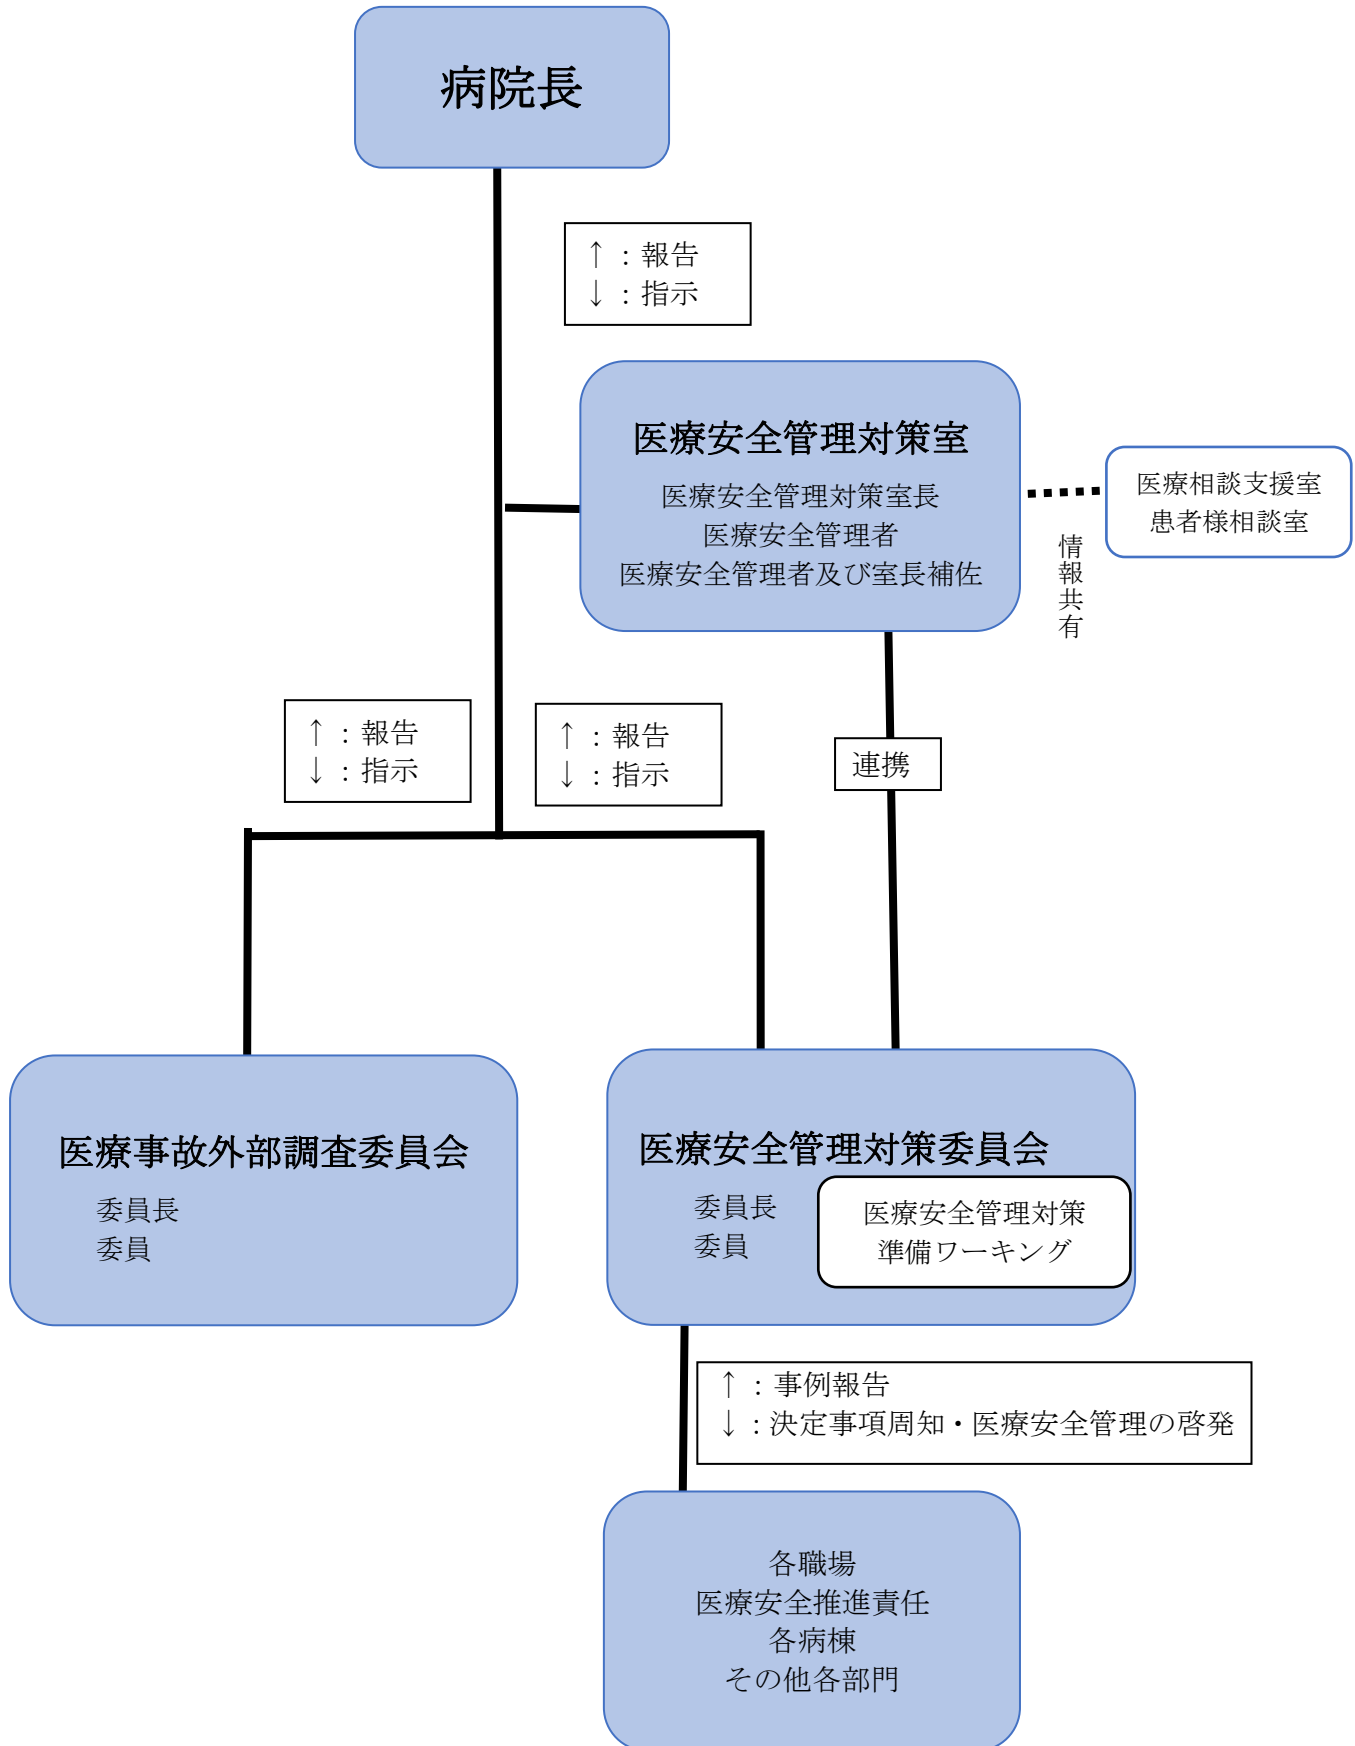 病院長
↑：報告
↓：指示
医療安全管理対策室
医療安全管理対策室長
医療安全管理者
医療安全管理者及び室長補佐
医療相談支援室
患者様相談室
情報共有
↑：報告
↓：指示
↑：報告
↓：指示
連携
医療事故外部調査委員会
委員長
委員
医療安全管理対策委員会
委員長
委員
医療安全管理対策
準備ワーキング
↑：事例報告
↓：決定事項周知・医療安全管理の啓発
各職場
医療安全推進責任
各病棟
その他各部門